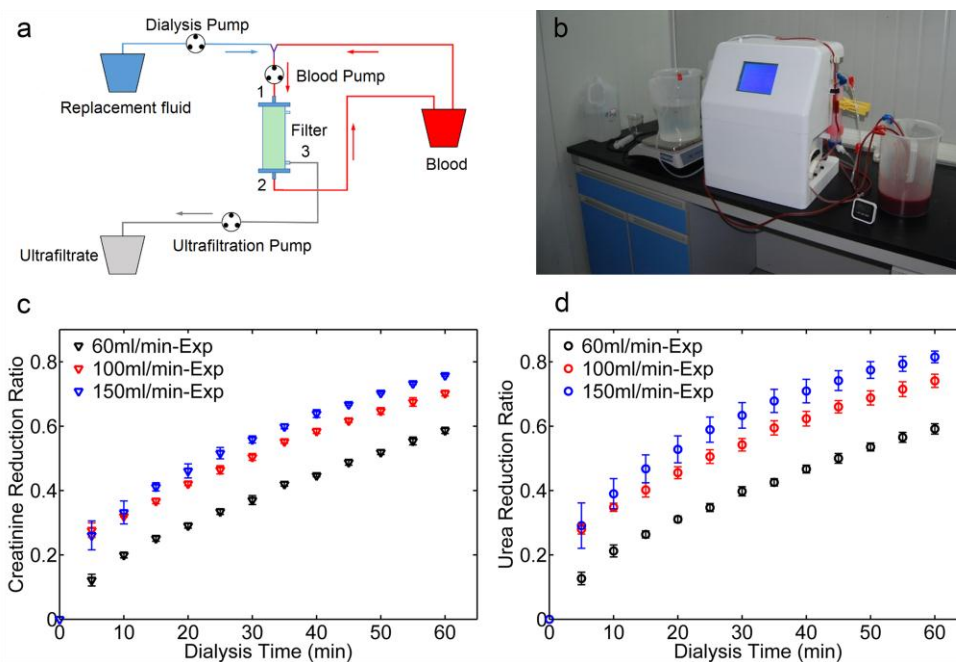 a
Dialysis Pump
Replacement fluid
1
Blood Pump
Filter
3
2
Blood
Ultrafiltration Pump
Ultrafiltrate
b
c
Creatinine Reduction Ratio
0.8
0.6
0.4
0.2
0
60ml/min-Exp
100ml/min-Exp
150ml/min-Exp
0 10 20 30 40 50 60
Dialysis Time (min)
d
Urea Reduction Ratio
0.8
0.6
0.4
0.2
0
60ml/min-Exp
100ml/min-Exp
150ml/min-Exp
0 10 20 30 40 50 60
Dialysis Time (min)